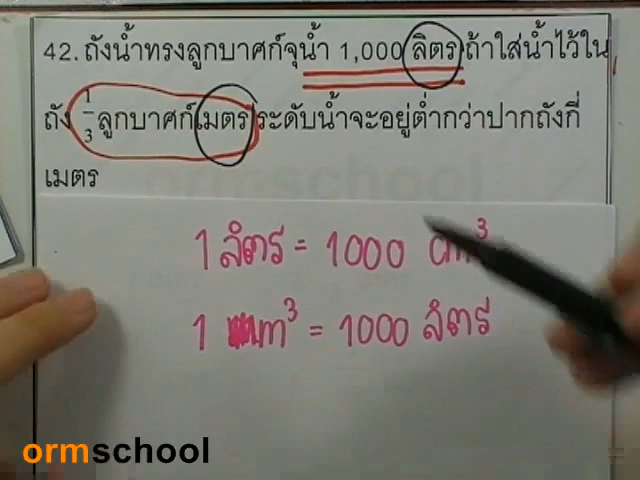 42. ถังน้ำทรงลูกบาศก์จุน้ำ 1,000 ลิตร ถ้าใส่น้ำไว้ใน
ถัง 1/3 ลูกบาศก์เมตร ระดับน้ำจะอยู่ต่ำกว่าปากถังกี่
เมตร
1 ลิตร = 1000 cm³
1 m³ = 1000 ลิตร
ormschool